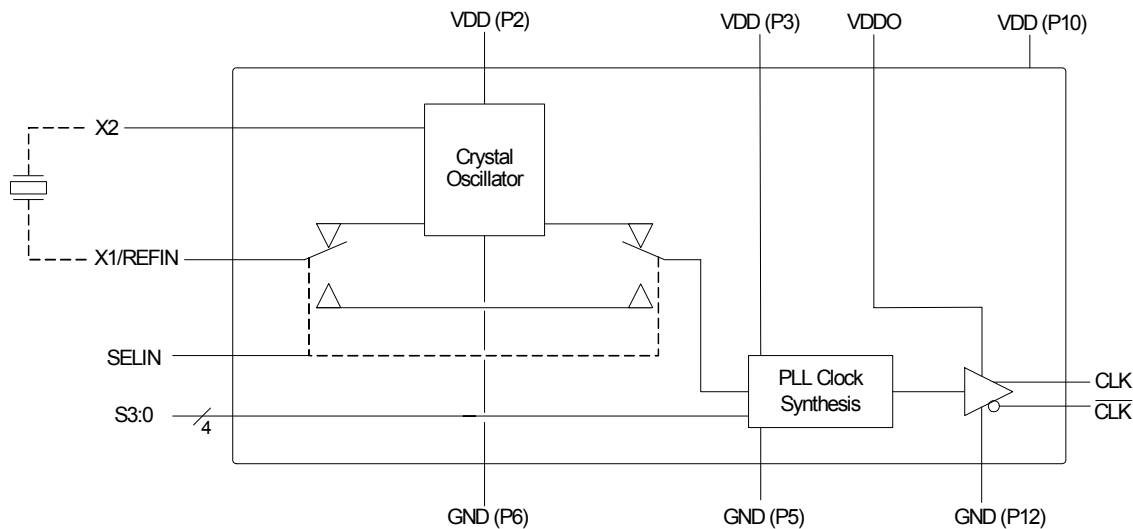 VDD (P2)
VDD (P3)
VDDO
VDD (P10)
X2
Crystal
Oscillator
X1/REFIN
SELIN
PLL Clock
Synthesis
CLK
CLK
S3:0
4
GND (P6)
GND (P5)
GND (P12)